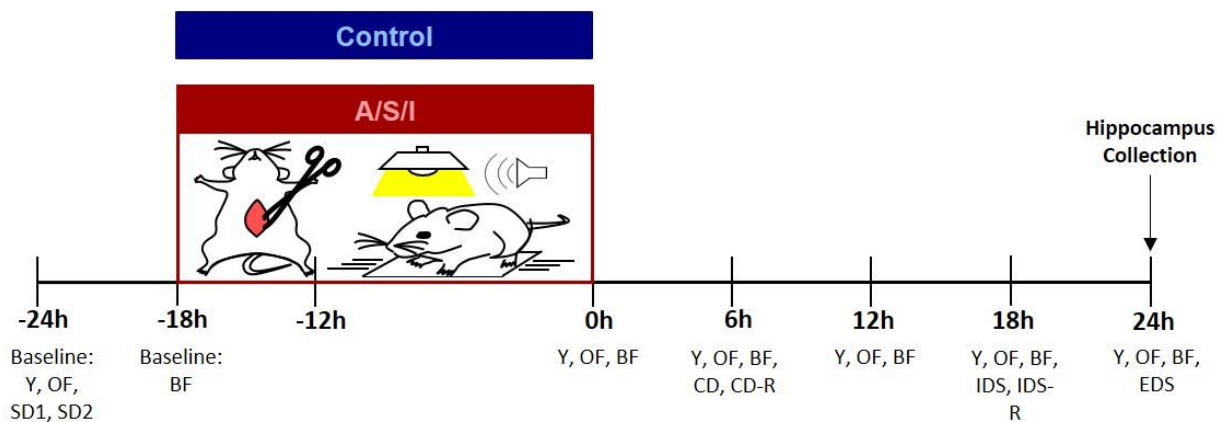 Control
A/S/I
Hippocampus
Collection
-24h
-18h
-12h
0h
6h
12h
18h
24h
Baseline:
Y, OF,
SD1, SD2
Baseline:
BF
Y, OF, BF
Y, OF, BF,
CD, CD-R
Y, OF, BF
Y, OF, BF,
IDS, IDS-
R
Y, OF, BF,
EDS